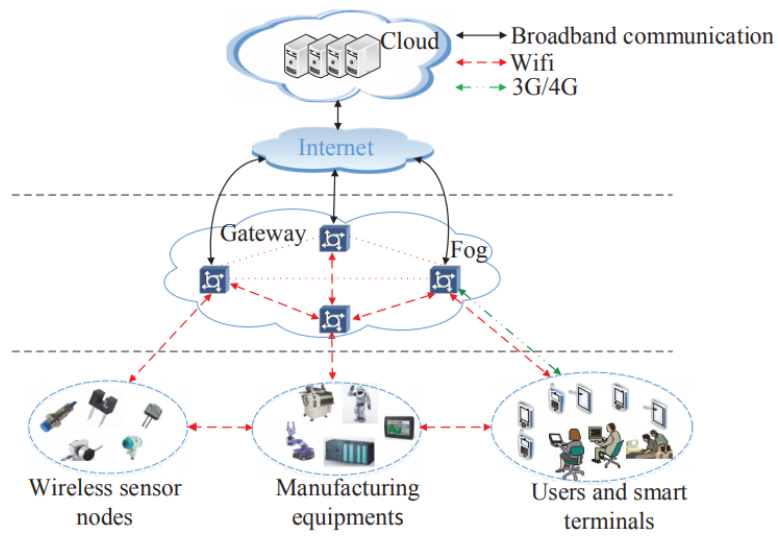 Cloud
Broadband communication
Wifi
3G/4G
Internet
Gateway
Fog
Wireless sensor
nodes
Manufacturing
equipments
Users and smart
terminals